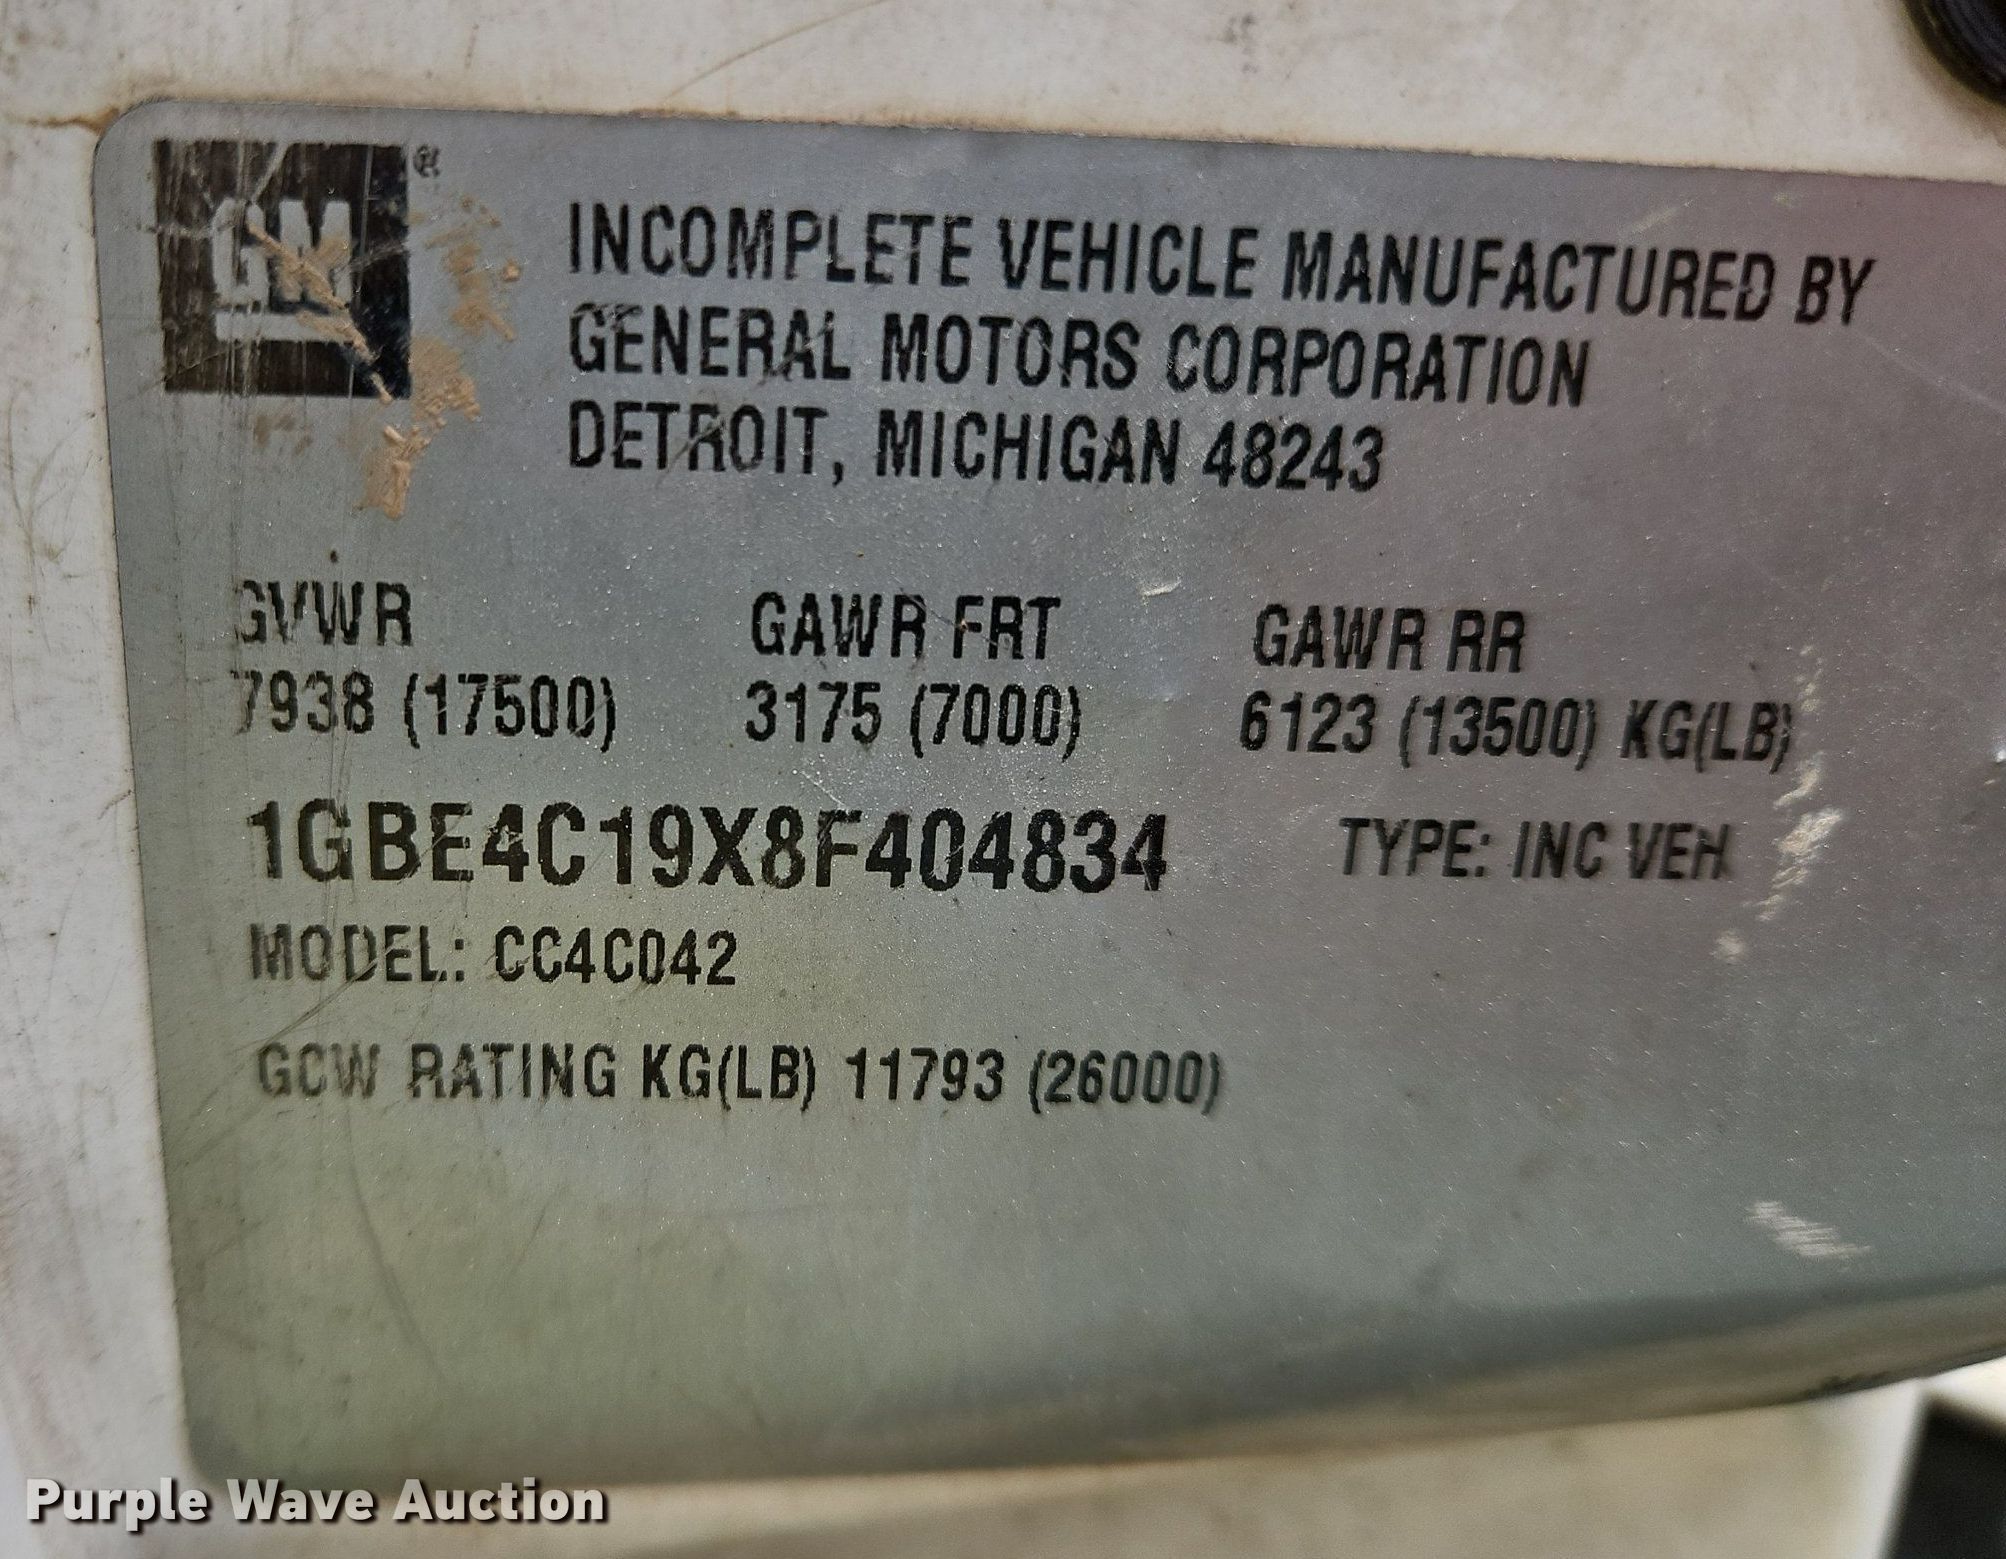 GM®
INCOMPLETE VEHICLE MANUFACTURED BY
GENERAL MOTORS CORPORATION
DETROIT, MICHIGAN 48243
GVWR GAWR FRT GAWR RR
7938 (17500) 3175 (7000) 6123 (13500) KG(LB)
1GBE4C19X8F404834 TYPE: INC VEH
MODEL: CC4C042
GCW RATING KG(LB) 11793 (26000)
Purple Wave Auction